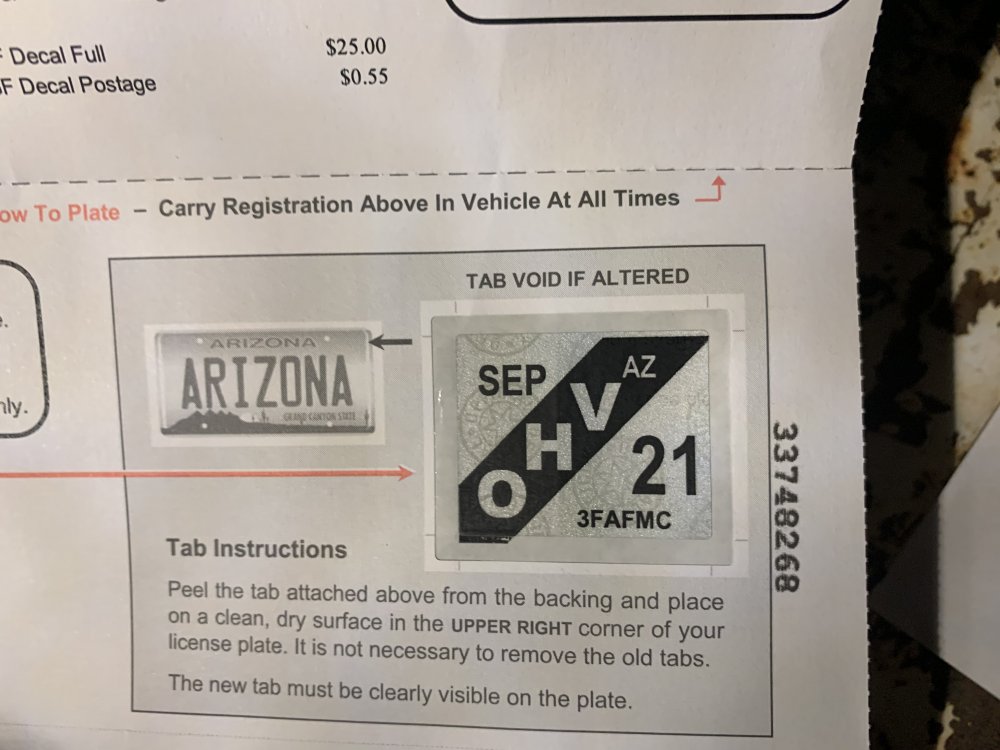 Decal Full $25.00
F Decal Postage $0.55
ow To Plate – Carry Registration Above In Vehicle At All Times
TAB VOID IF ALTERED
ARIZONA
ARIZONA
GRAND CANYON STATE
SEP
OHV
AZ
21
3FAFMC
33748268
nly.
Tab Instructions
Peel the tab attached above from the backing and place
on a clean, dry surface in the UPPER RIGHT corner of your
license plate. It is not necessary to remove the old tabs.
The new tab must be clearly visible on the plate.